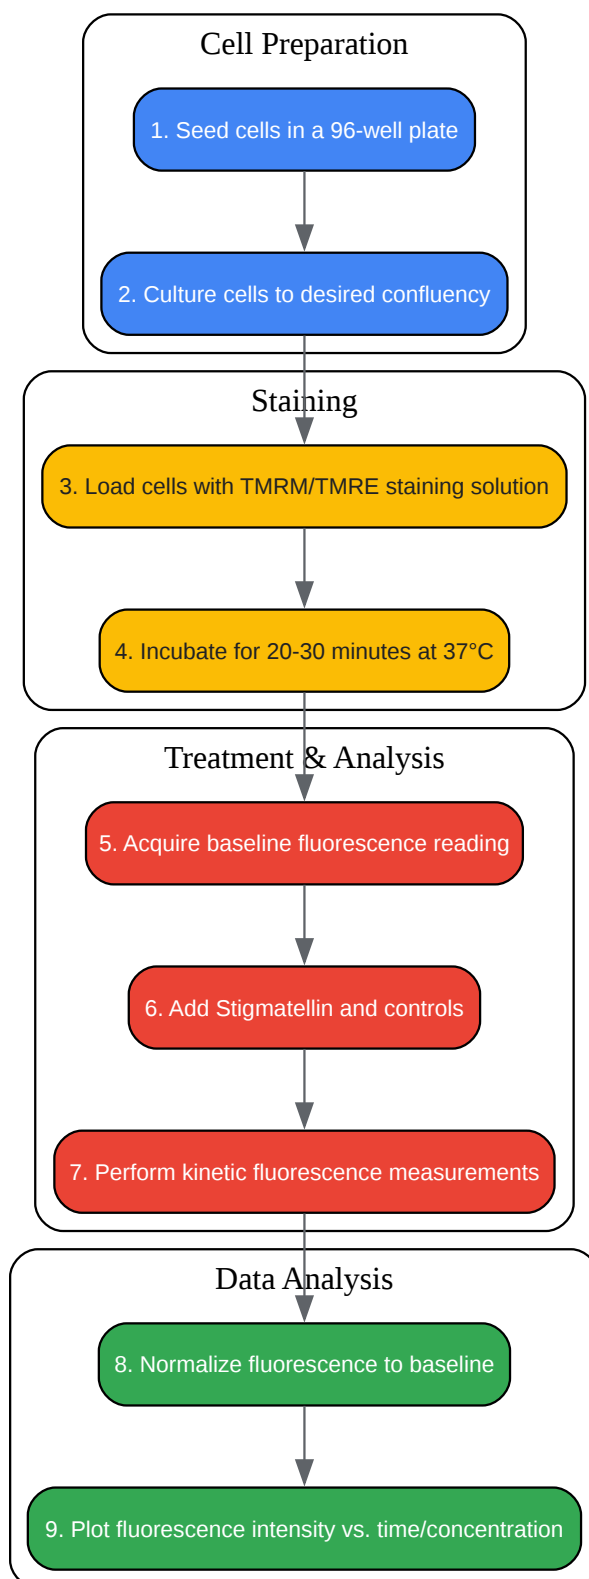 Cell Preparation
1. Seed cells in a 96-well plate
2. Culture cells to desired confluency
Staining
3. Load cells with TMRM/TMRE staining solution
4. Incubate for 20-30 minutes at 37°C
Treatment & Analysis
5. Acquire baseline fluorescence reading
6. Add Stigmatellin and controls
7. Perform kinetic fluorescence measurements
Data Analysis
8. Normalize fluorescence to baseline
9. Plot fluorescence intensity vs. time/concentration